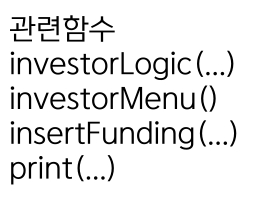 관련함수
investorLogic(...)
investorMenu()
insertFunding(...)
print(...)